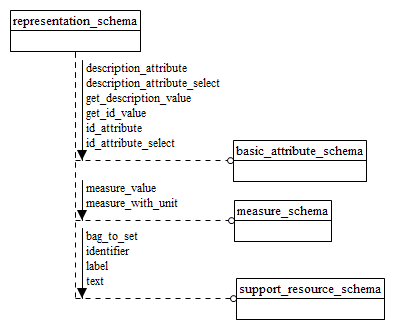 representation_schema
description_attribute
description_attribute_select
get_description_value
get_id_value
id_attribute
id_attribute_select
basic_attribute_schema
measure_value
measure_with_unit
measure_schema
bag_to_set
identifier
label
text
support_resource_schema